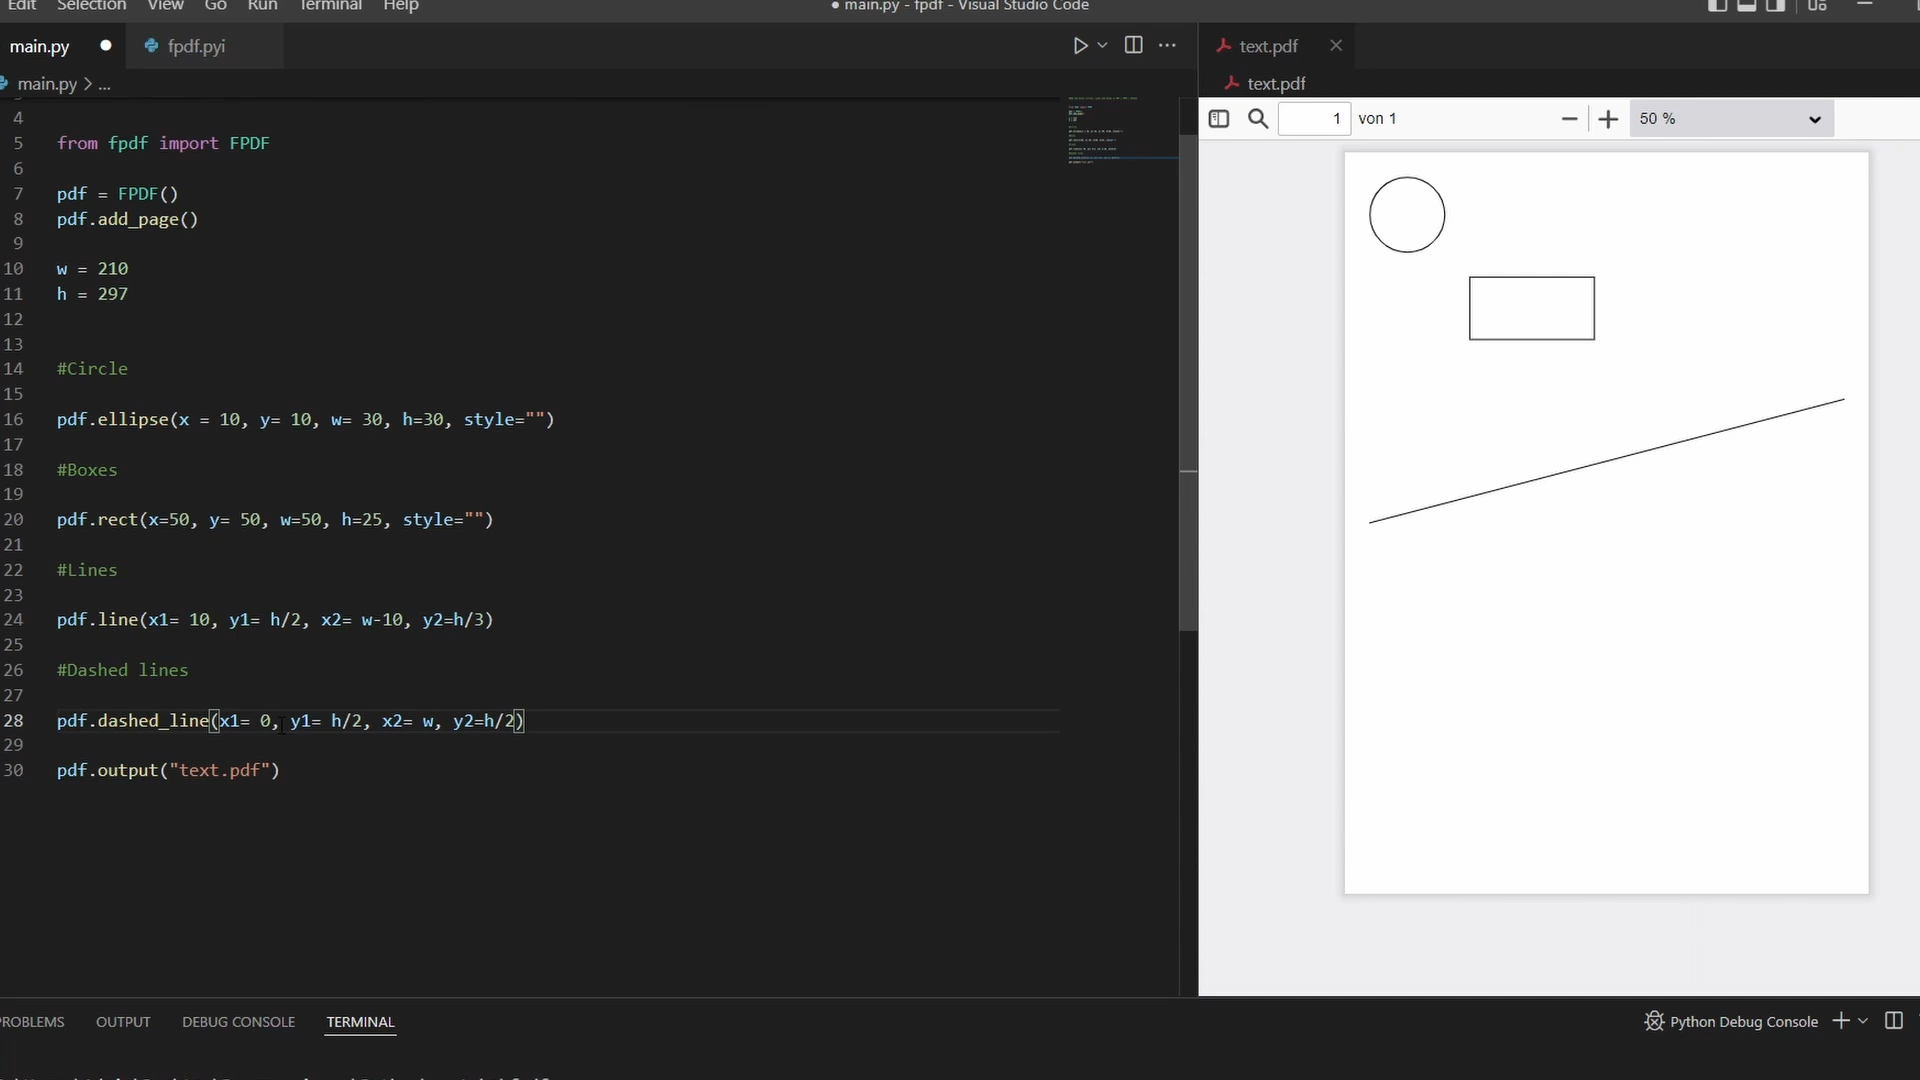 Edit Selection View Go Run Terminal Help
● main.py - fpdf - Visual Studio Code
main.py
fpdf.pyi
text.pdf
main.py > ...
text.pdf
1 von 1
50 %
4
5 from fpdf import FPDF
6
7 pdf = FPDF()
8 pdf.add_page()
9
10 w = 210
11 h = 297
12
13
14 #Circle
15
16 pdf.ellipse(x = 10, y= 10, w= 30, h=30, style="")
17
18 #Boxes
19
20 pdf.rect(x=50, y= 50, w=50, h=25, style="")
21
22 #Lines
23
24 pdf.line(x1= 10, y1= h/2, x2= w-10, y2=h/3)
25
26 #Dashed lines
27
28 pdf.dashed_line(x1= 0, y1= h/2, x2= w, y2=h/2)
29
30 pdf.output("text.pdf")
ROBLEMS OUTPUT DEBUG CONSOLE TERMINAL
Python Debug Console